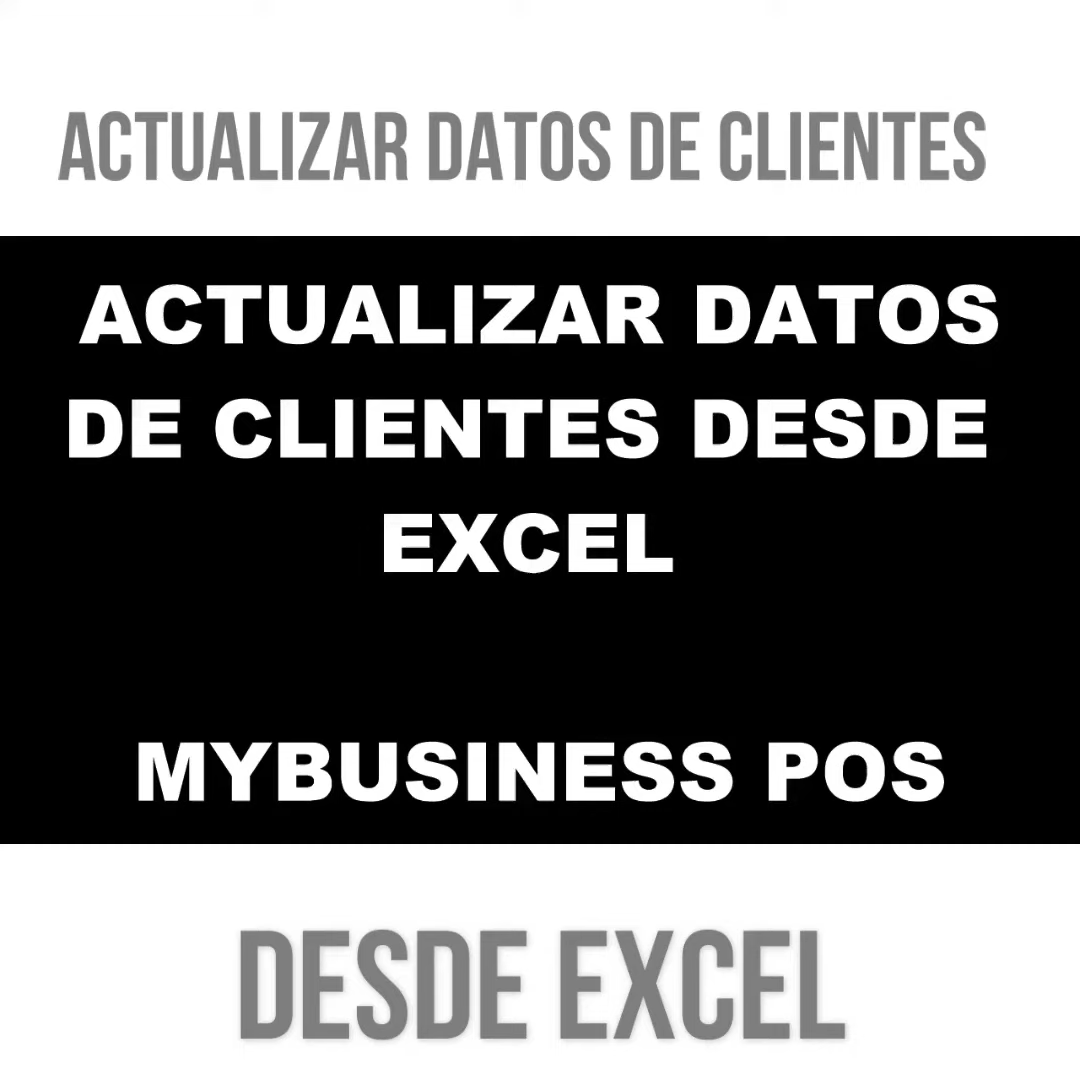 ACTUALIZAR DATOS DE CLIENTES
ACTUALIZAR DATOS
DE CLIENTES DESDE
EXCEL
MYBUSINESS POS
DESDE EXCEL